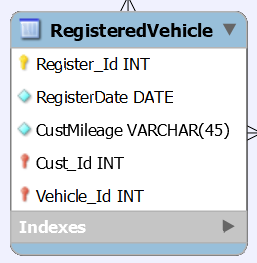 RegisteredVehicle
Register_Id INT
RegisterDate DATE
CustMileage VARCHAR(45)
Cust_Id INT
Vehicle_Id INT
Indexes